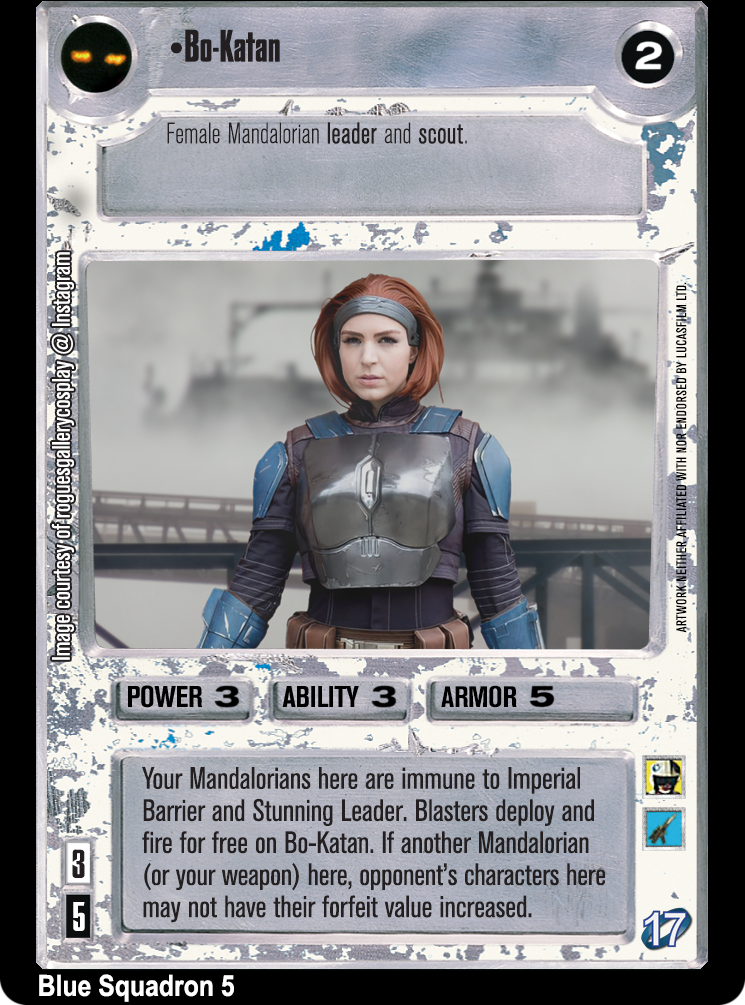 •Bo-Katan
2
Female Mandalorian leader and scout.
Image courtesy of roguesgallerycosplay @ Instagram
ARTWORK NEITHER AFFILIATED WITH NOR ENDORSED BY LUCASFILM LTD.
POWER 3
ABILITY 3
ARMOR 5
Your Mandalorians here are immune to Imperial
Barrier and Stunning Leader. Blasters deploy and
fire for free on Bo-Katan. If another Mandalorian
(or your weapon) here, opponent's characters here
may not have their forfeit value increased.
3
5
17
Blue Squadron 5